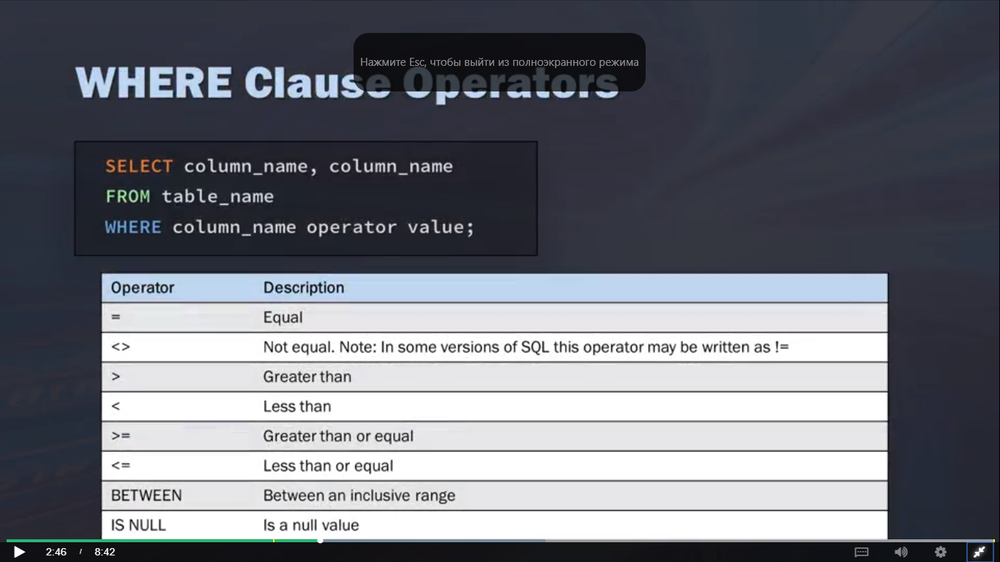 Нажмите Esc, чтобы выйти из полноэкранного режима
WHERE Clause Operators
SELECT column_name, column_name
FROM table_name
WHERE column_name operator value;
Operator Description
= Equal
<> Not equal. Note: In some versions of SQL this operator may be written as !=
> Greater than
< Less than
>= Greater than or equal
<= Less than or equal
BETWEEN Between an inclusive range
IS NULL Is a null value
2:46 / 8:42